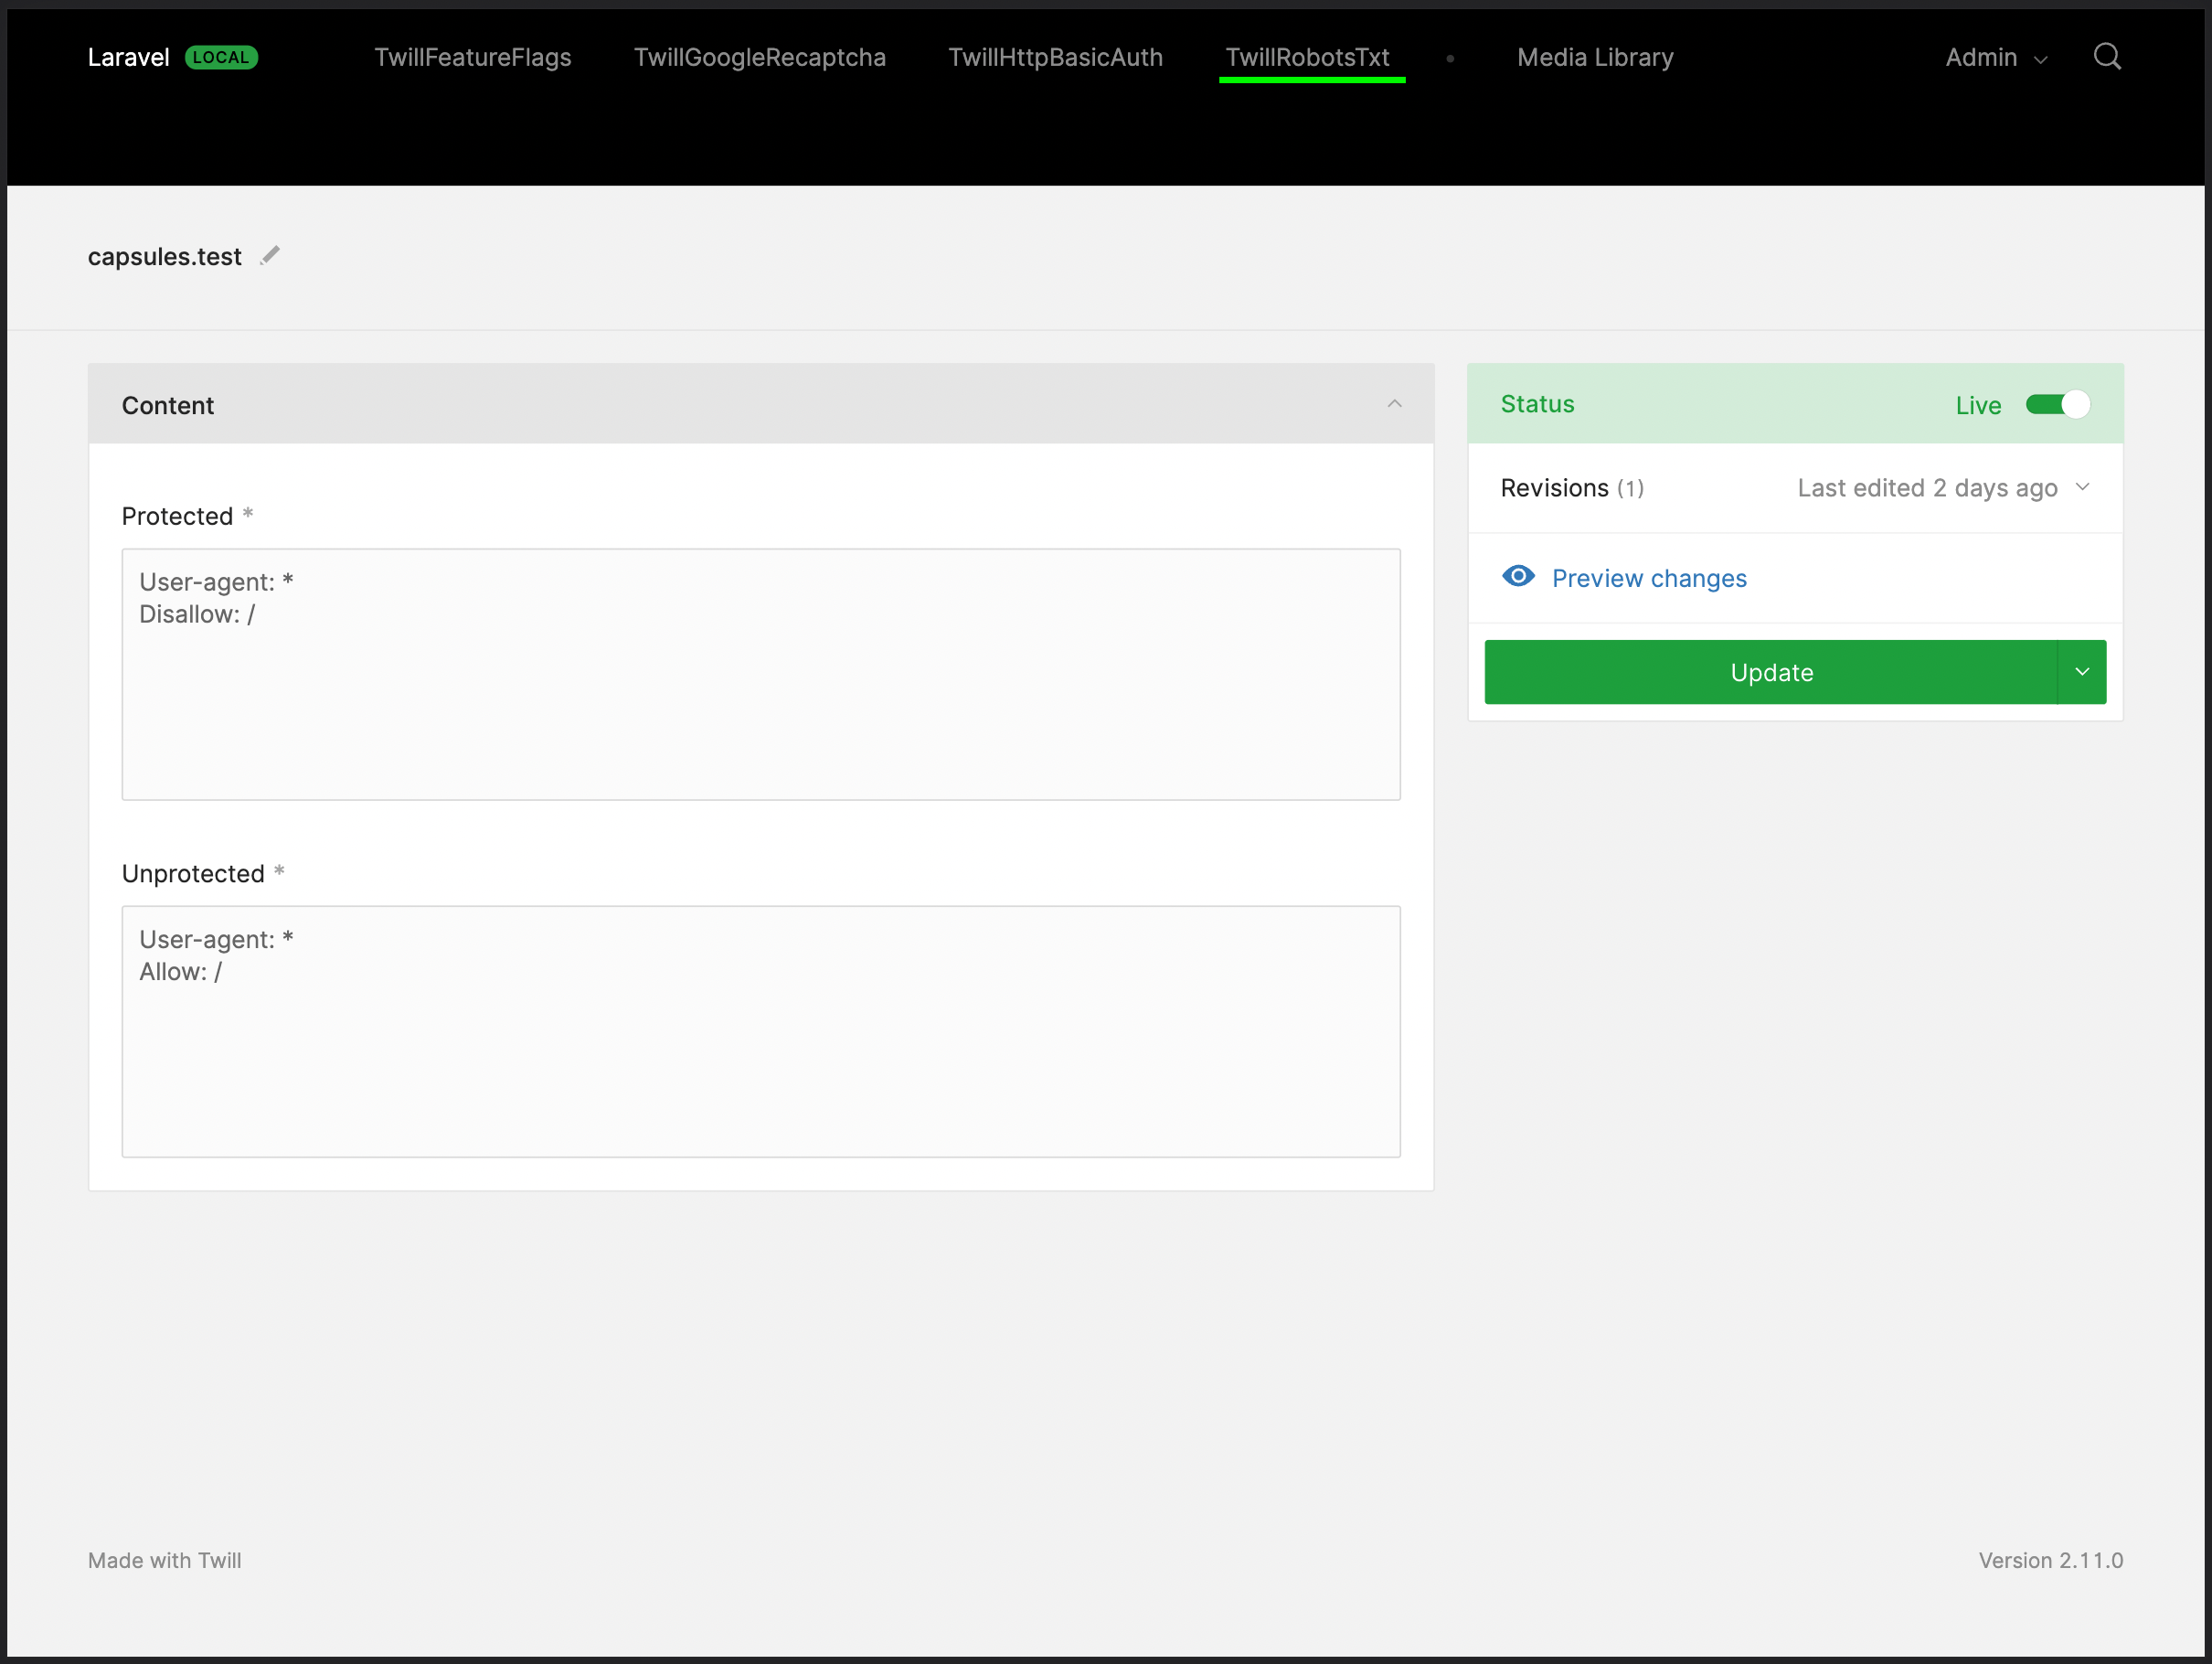 Laravel LOCAL TwillFeatureFlags TwillGoogleRecaptcha TwillHttpBasicAuth TwillRobotsTxt Media Library Admin
capsules.test
Content
Protected *
User-agent: *
Disallow: /
Unprotected *
User-agent: *
Allow: /
Status Live
Revisions (1) Last edited 2 days ago
Preview changes
Update
Made with Twill Version 2.11.0